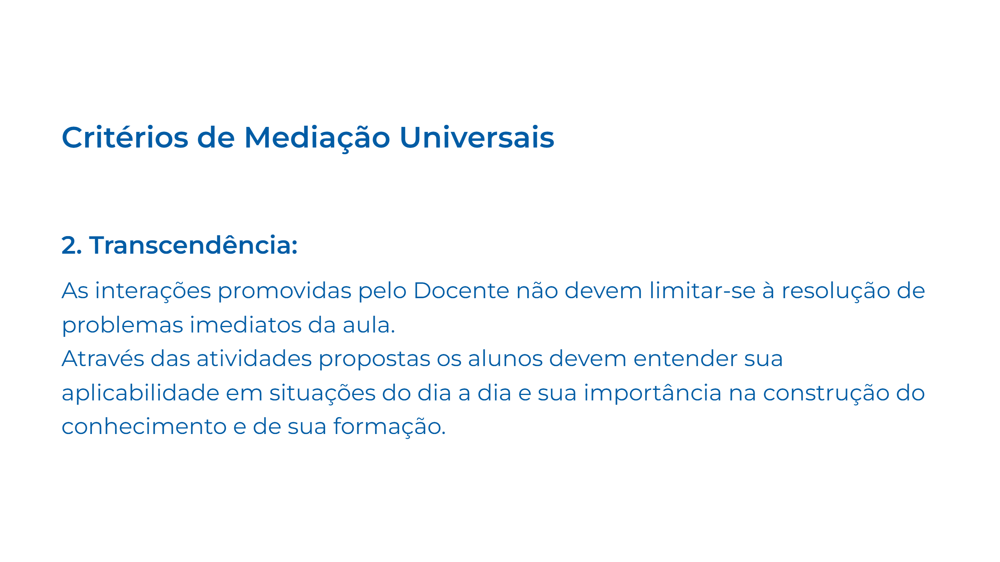 Critérios de Mediação Universais
2. Transcendência:
As interações promovidas pelo Docente não devem limitar-se à resolução de
problemas imediatos da aula.
Através das atividades propostas os alunos devem entender sua
aplicabilidade em situações do dia a dia e sua importância na construção do
conhecimento e de sua formação.